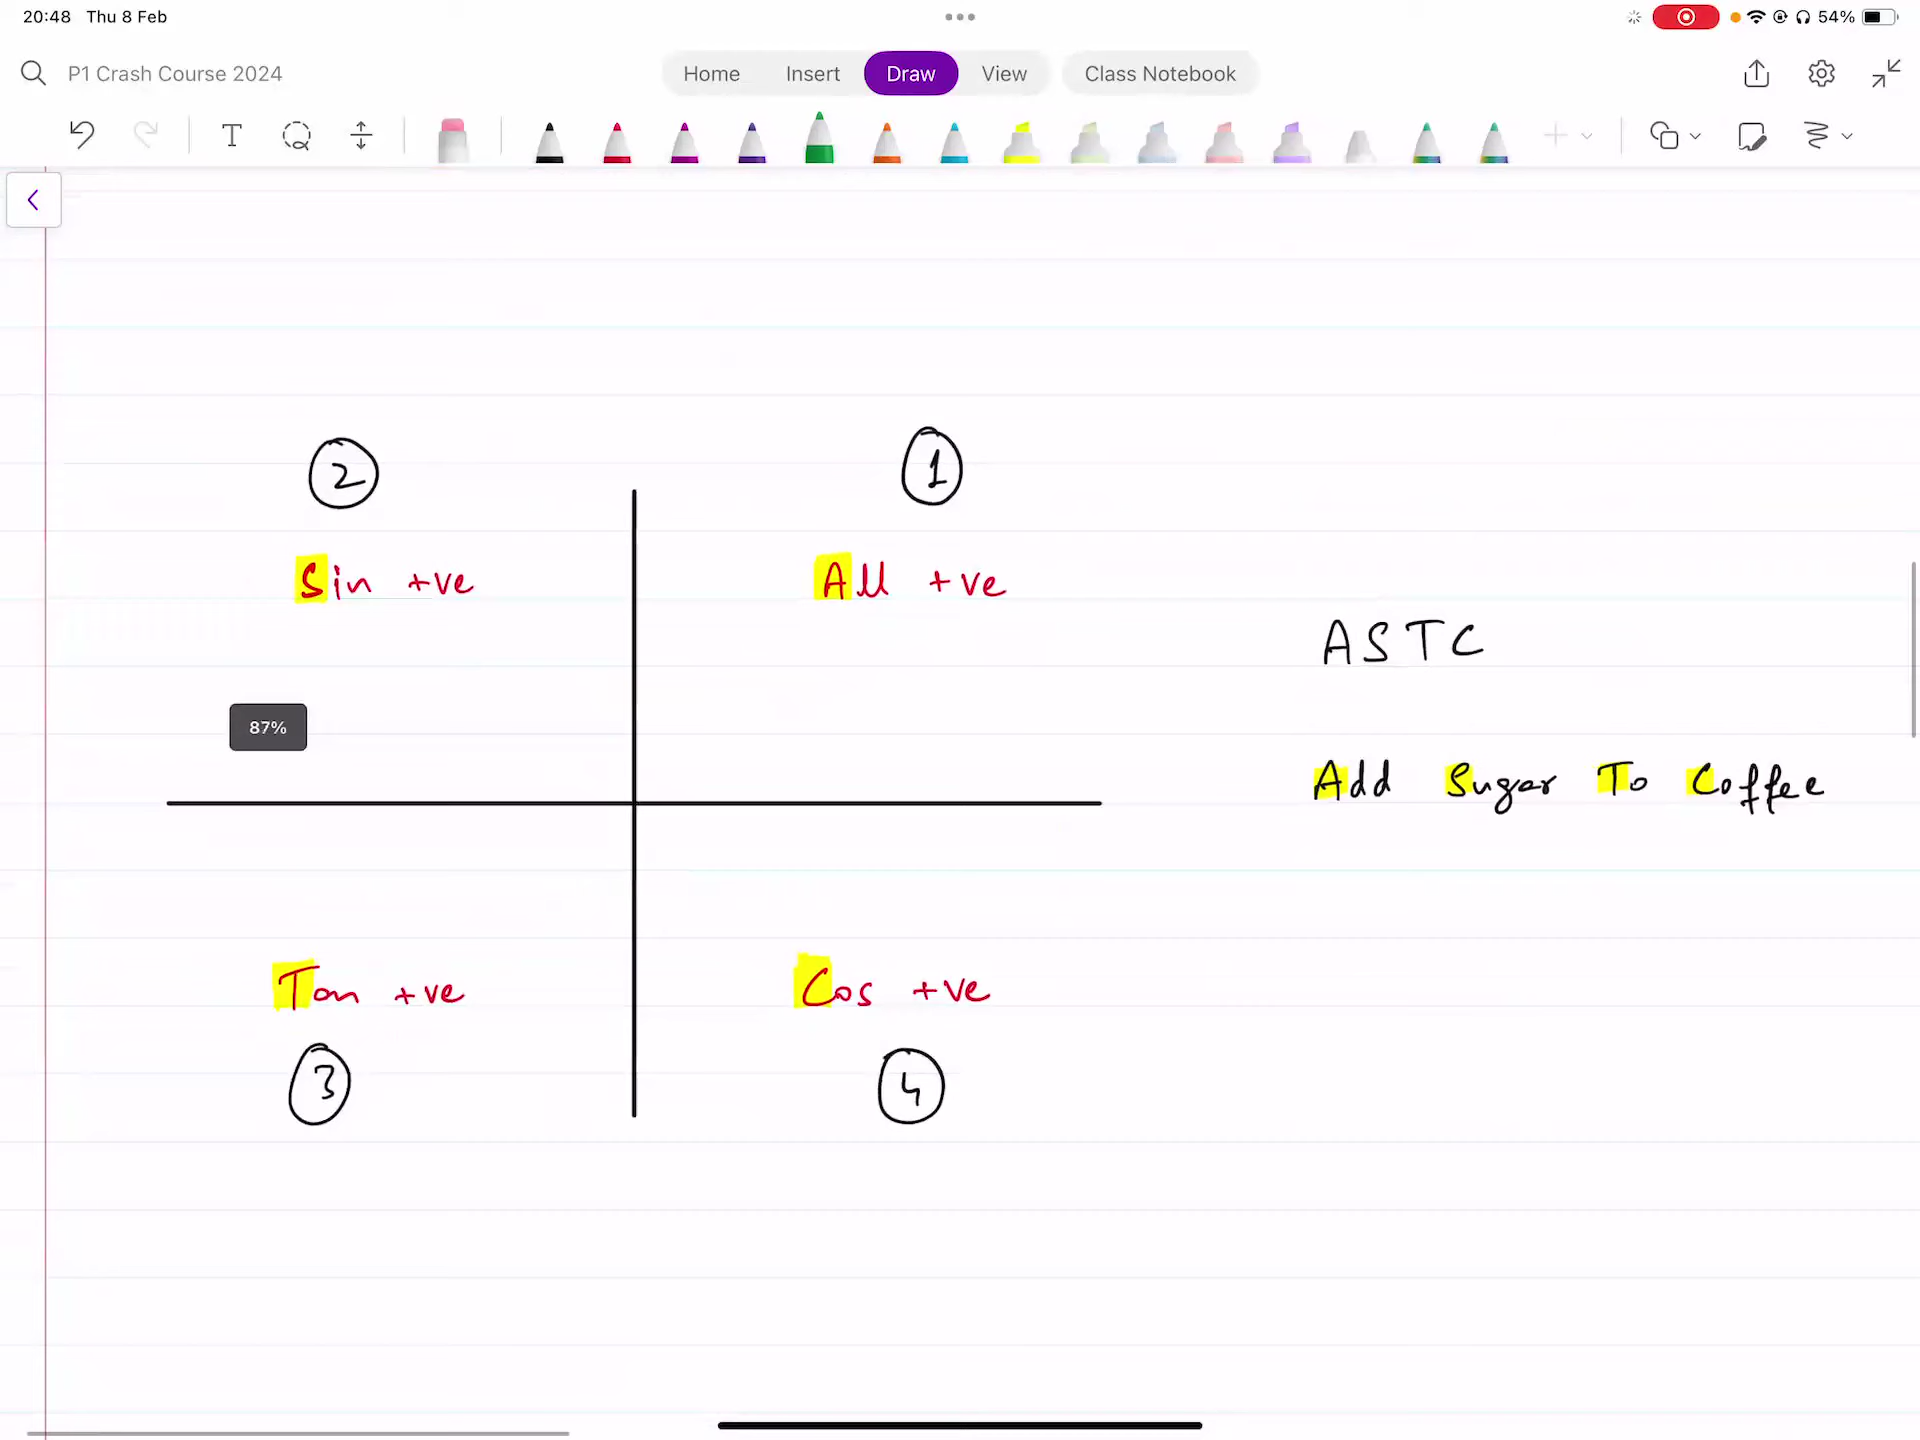 20:48 Thu 8 Feb 54%
P1 Crash Course 2024 Home Insert Draw View Class Notebook
T
2 1
Sin +ve All +ve
ASTC
87%
Add Sugar To Coffee
Tan +ve Cos +ve
3 4